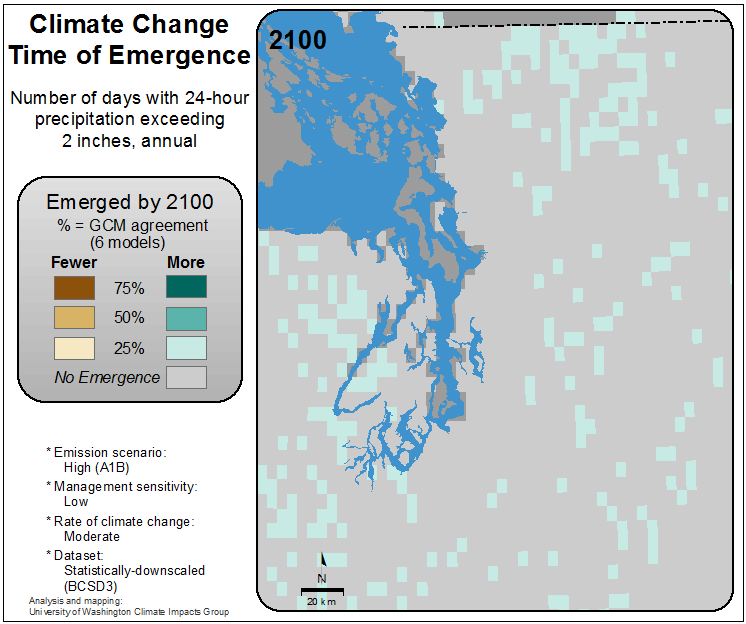 Climate Change
Time of Emergence
Number of days with 24-hour
precipitation exceeding
2 inches, annual
Emerged by 2100
% = GCM agreement
(6 models)
Fewer More
75%
50%
25%
No Emergence
* Emission scenario:
High (A1B)
* Management sensitivity:
Low
* Rate of climate change:
Moderate
* Dataset:
Statistically-downscaled
(BCSD3)
Analysis and mapping:
University of Washington Climate Impacts Group
2100
N
20 km